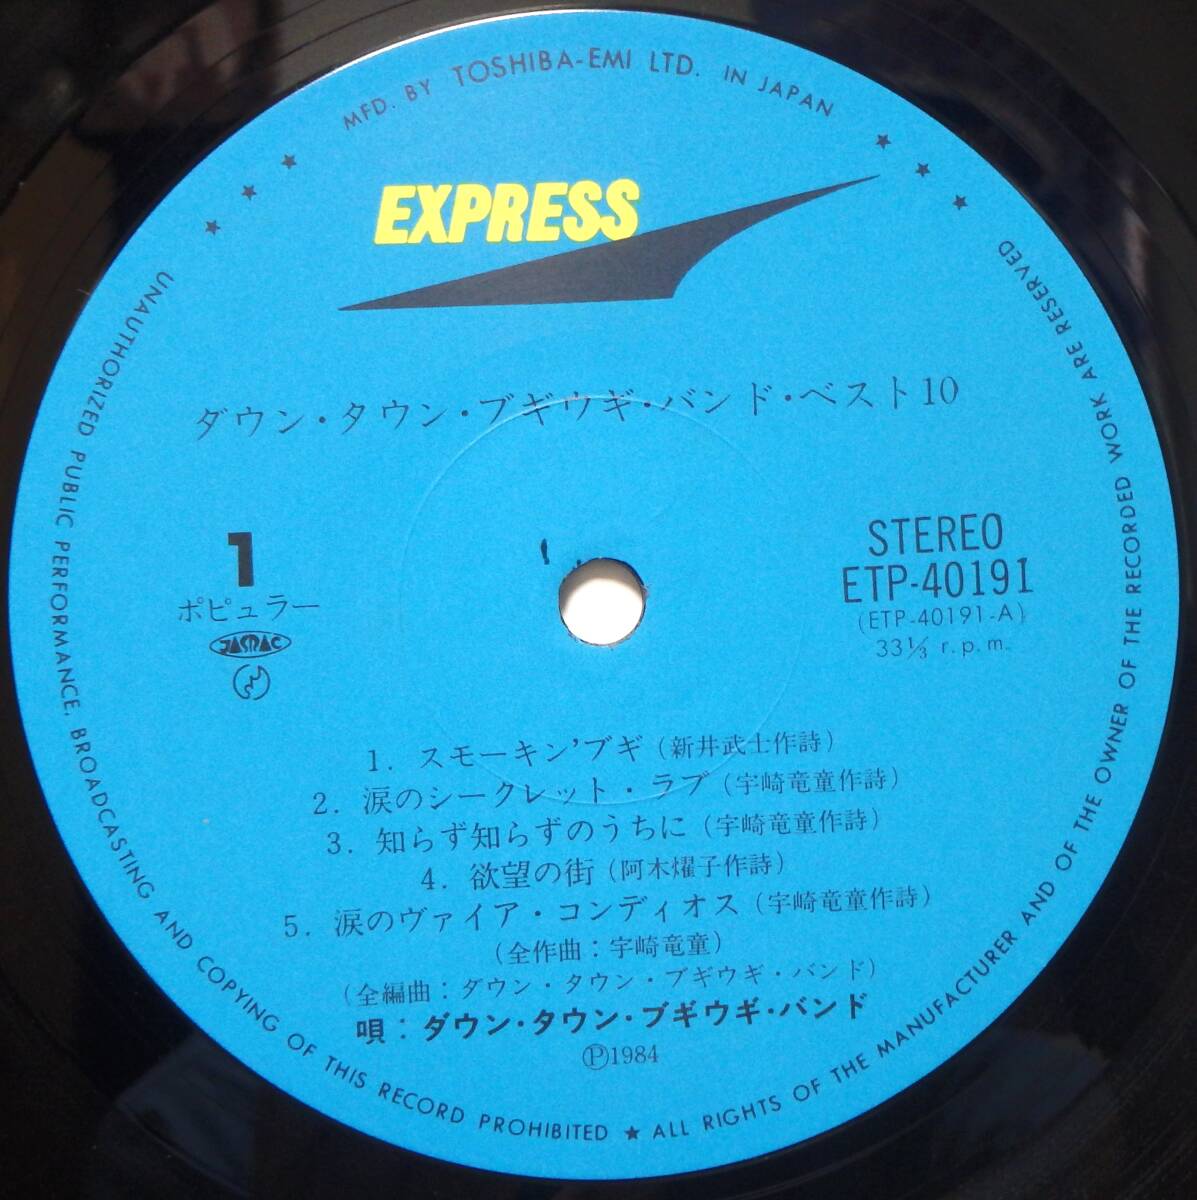 MFD. BY TOSHIBA-EMI LTD. IN JAPAN
EXPRESS
ダウン・タウン・ブギウギ・バンド・ベスト10
1
ポピュラー
JASRAC
STEREO
ETP-40191
(ETP-40191-A)
33⅓ r.p.m.
1. スモーキン'ブギ (新井武士作詩)
2. 涙のシークレット・ラブ (宇崎竜童作詩)
3. 知らず知らずのうちに (宇崎竜童作詩)
4. 欲望の街 (阿木燿子作詩)
5. 涙のヴァイア・コンディオス (宇崎竜童作詩)
(全作曲：宇崎竜童)
(全編曲：ダウン・タウン・ブギウギ・バンド)
唄：ダウン・タウン・ブギウギ・バンド
Ⓟ1984
UNAUTHORIZED PUBLIC PERFORMANCE, BROADCASTING AND COPYING OF THIS RECORD PROHIBITED ★ ALL RIGHTS OF THE MANUFACTURER AND OF THE OWNER OF THE RECORDED WORK ARE RESERVED